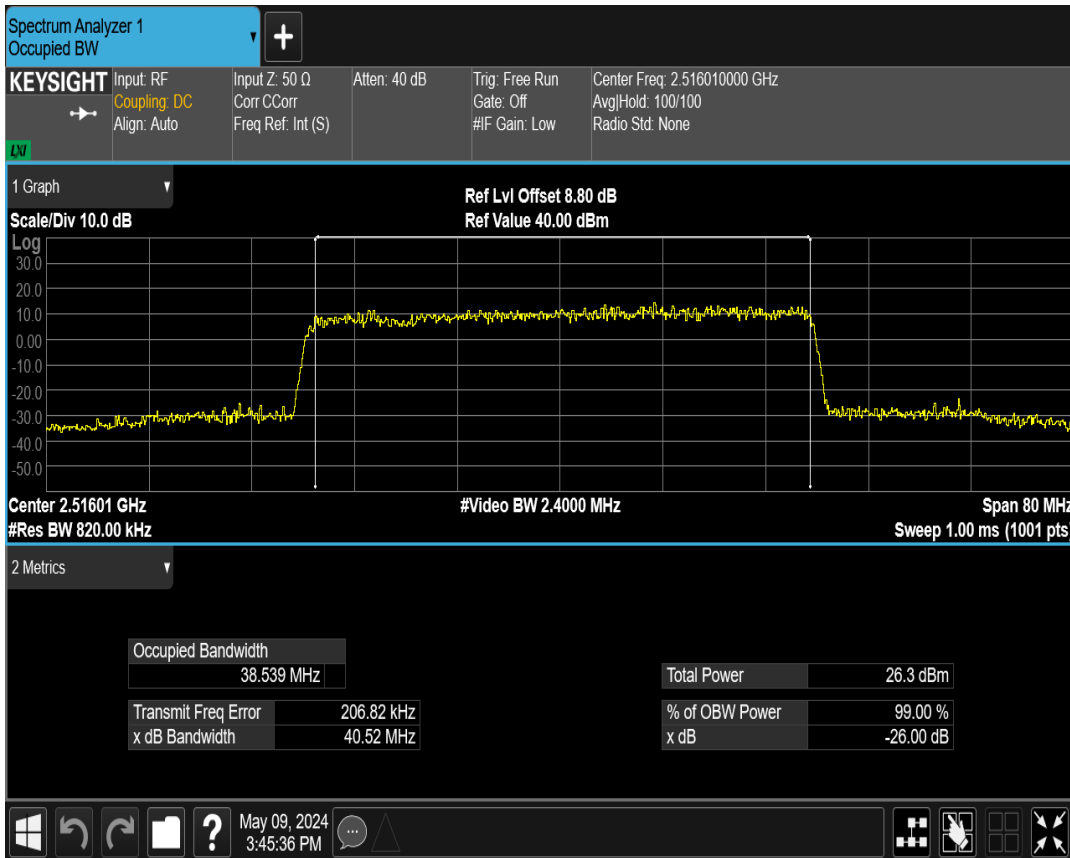 Spectrum Analyzer 1
Occupied BW
+
KEYSIGHT
LXI
Input: RF
Coupling: DC
Align: Auto
Input Z: 50 Ω
Corr CCorr
Freq Ref: Int (S)
Atten: 40 dB
Trig: Free Run
Gate: Off
#IF Gain: Low
Center Freq: 2.516010000 GHz
Avg|Hold: 100/100
Radio Std: None
1 Graph
Scale/Div 10.0 dB
Ref Lvl Offset 8.80 dB
Ref Value 40.00 dBm
Log
30.0
20.0
10.0
0.00
-10.0
-20.0
-30.0
-40.0
-50.0
Center 2.51601 GHz
#Video BW 2.4000 MHz
Span 80 MHz
#Res BW 820.00 kHz
Sweep 1.00 ms (1001 pts)
2 Metrics
Occupied Bandwidth
38.539 MHz
Total Power 26.3 dBm
Transmit Freq Error 206.82 kHz
% of OBW Power 99.00 %
x dB Bandwidth 40.52 MHz
x dB -26.00 dB
?
May 09, 2024
3:45:36 PM